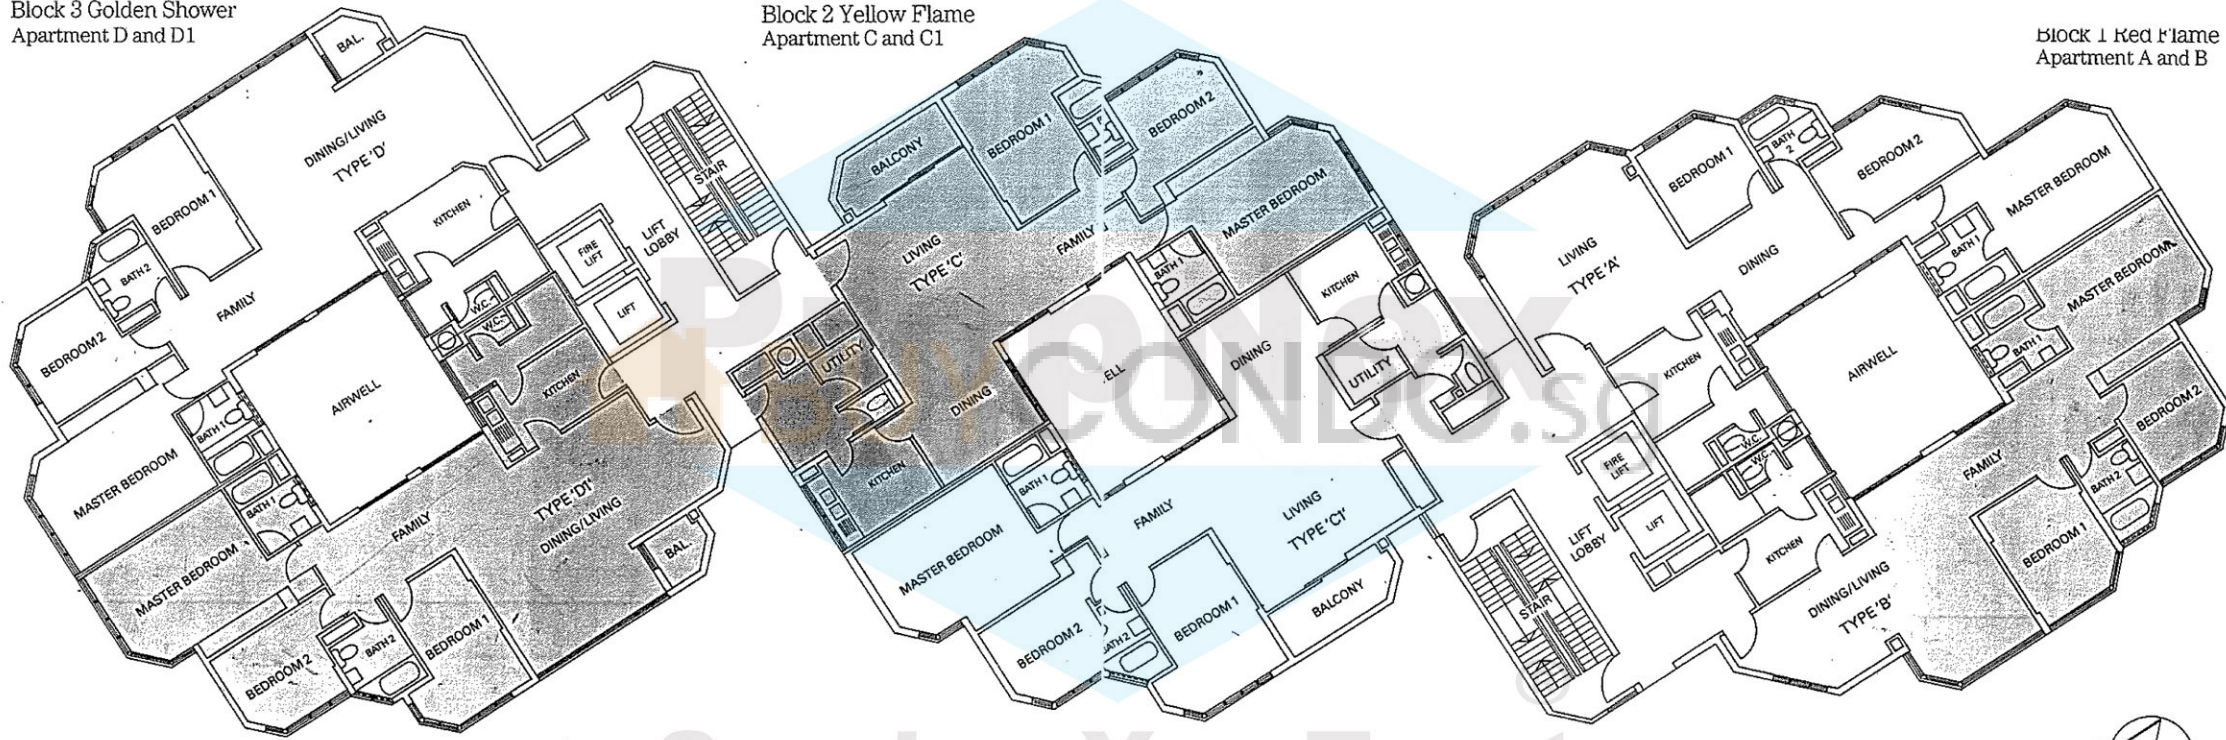 Block 3 Golden Shower
Apartment D and D1
Block 2 Yellow Flame
Apartment C and C1
Block 1 Red Flame
Apartment A and B
BAL.
DINING/LIVING
TYPE 'D'
BEDROOM 1
BATH 2
BEDROOM 2
FAMILY
KITCHEN
W.C.
W.C.
AIRWELL
BATH 1
MASTER BEDROOM
STAIR
LIFT
LOBBY
FIRE
LIFT
LIFT
KITCHEN
BATH 1
MASTER BEDROOM
FAMILY
TYPE 'D1'
DINING/LIVING
BAL.
BEDROOM 1
BATH 2
BEDROOM 2
BALCONY
BEDROOM 1
BEDROOM 2
MASTER BEDROOM
LIVING
TYPE 'C'
FAMILY
BATH 1
UTILITY
DINING
KITCHEN
ELL
DINING
KITCHEN
UTILITY
BATH 1
MASTER BEDROOM
FAMILY
LIVING
TYPE 'C1'
BALCONY
BEDROOM 1
BATH 2
BEDROOM 2
LIVING
TYPE 'A'
BEDROOM 1
BATH
2
BEDROOM 2
MASTER BEDROOM
DINING
BATH 1
MASTER BEDROOM
BATH 1
KITCHEN
AIRWELL
W.C.
W.C.
BEDROOM 2
FAMILY
BATH 2
BEDROOM 1
FIRE
LIFT
LIFT
LIFT
LOBBY
KITCHEN
STAIR
DINING/LIVING
TYPE 'B'
PropNex
BUYCONDO.sg